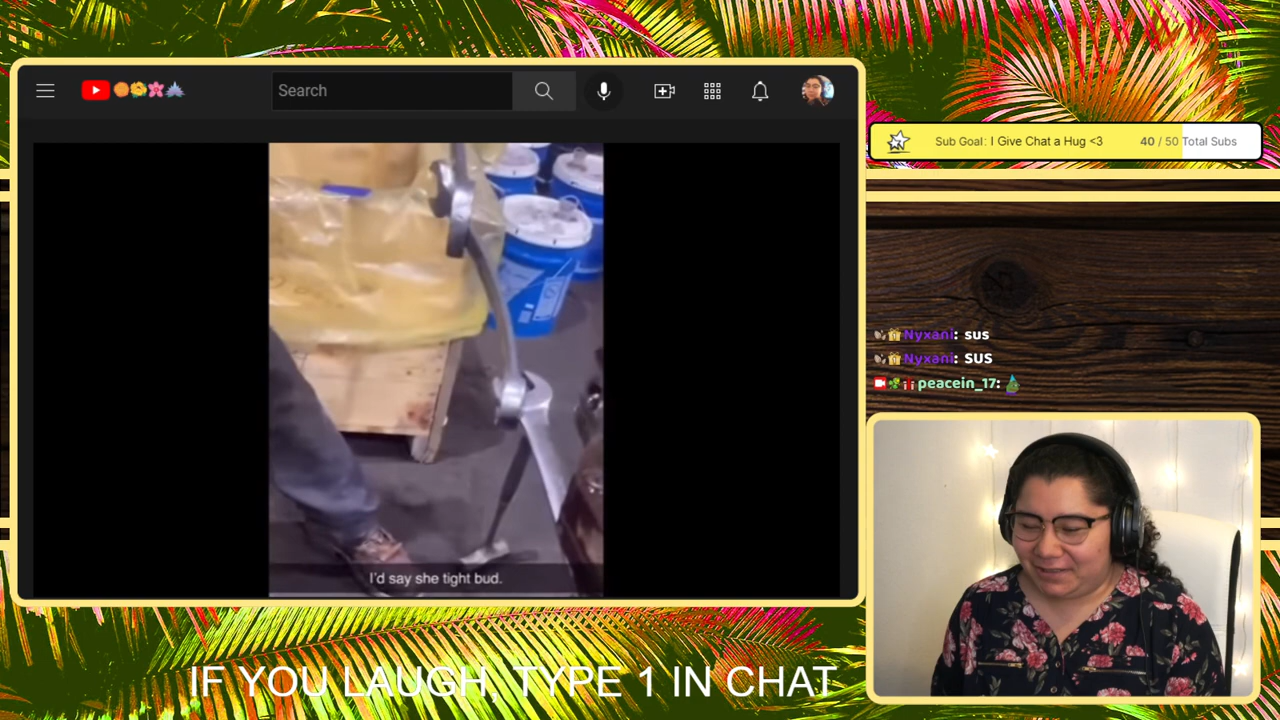 Search
Sub Goal: I Give Chat a Hug <3 40 / 50 Total Subs
Nyxani: sus
Nyxani: SUS
peacein_17:
I'd say she tight bud.
IF YOU LAUGH, TYPE 1 IN CHAT